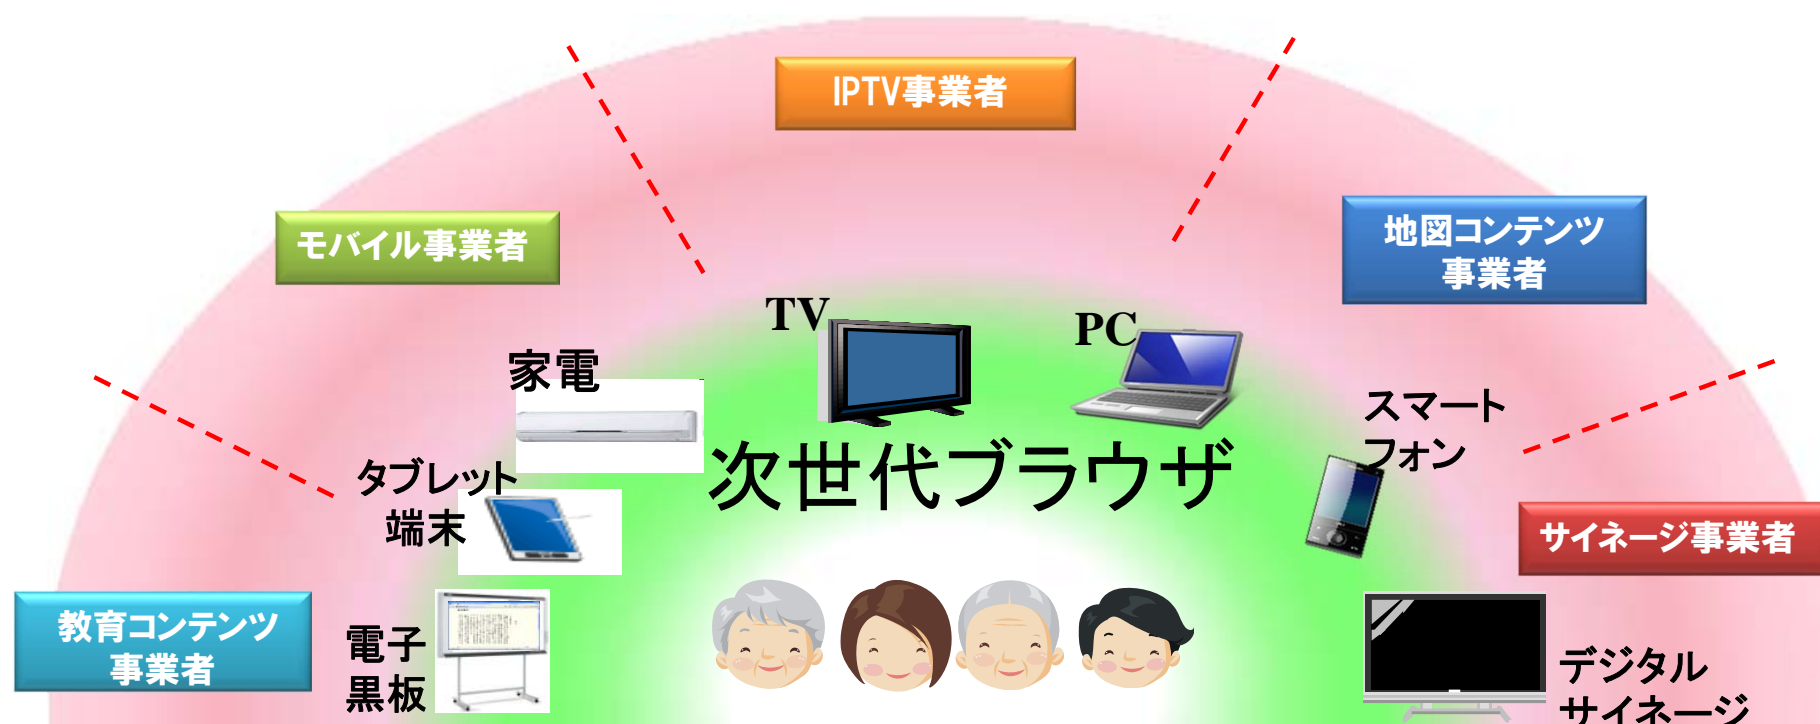 IPTV事業者
モバイル事業者
地図コンテンツ
事業者
TV
PC
家電
スマート
フォン
次世代ブラウザ
タブレット
端末
サイネージ事業者
教育コンテンツ
事業者
電子
黒板
デジタル
サイネージ